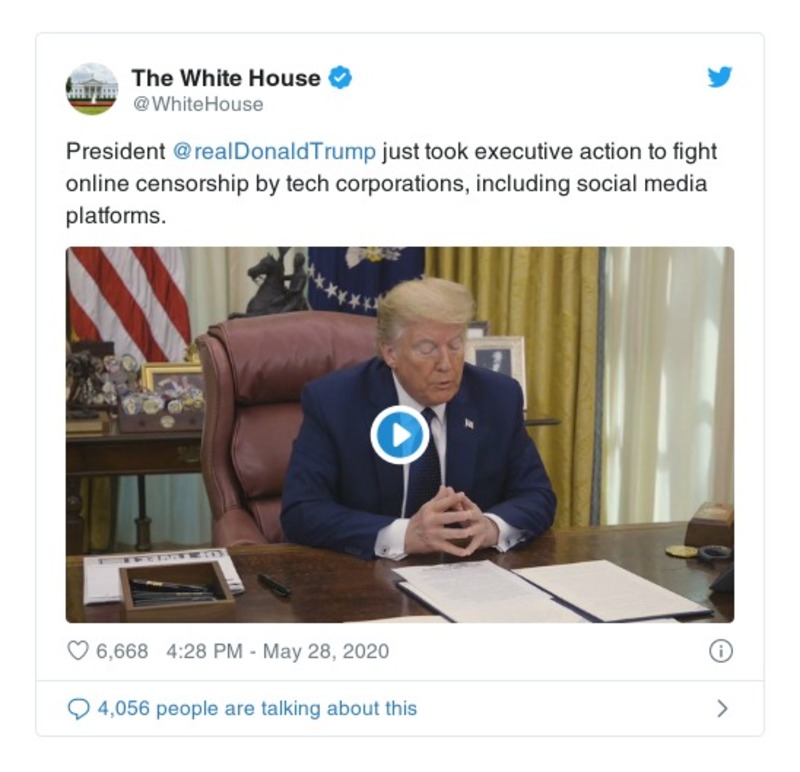 The White House
@WhiteHouse
President @realDonaldTrump just took executive action to fight
online censorship by tech corporations, including social media
platforms.
6,668 4:28 PM - May 28, 2020
4,056 people are talking about this